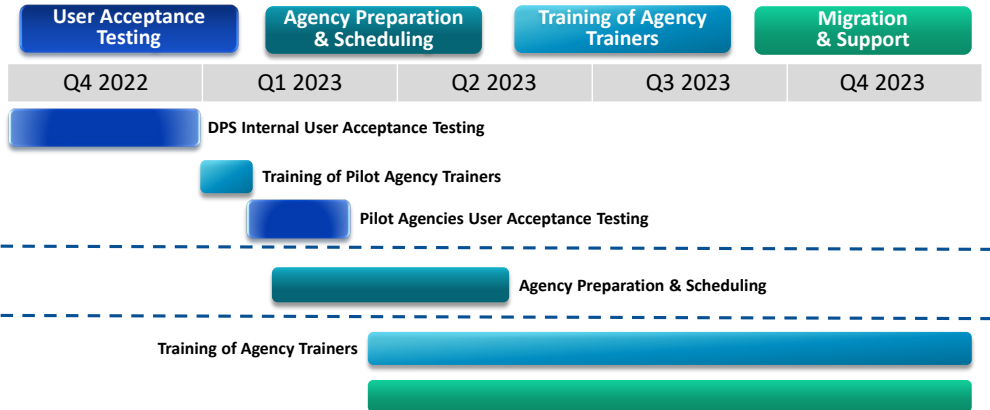 User Acceptance
Testing
Agency Preparation
& Scheduling
Training of Agency
Trainers
Migration
& Support
Q4 2022
Q1 2023
Q2 2023
Q3 2023
Q4 2023
DPS Internal User Acceptance Testing
Training of Pilot Agency Trainers
Pilot Agencies User Acceptance Testing
Agency Preparation & Scheduling
Training of Agency Trainers